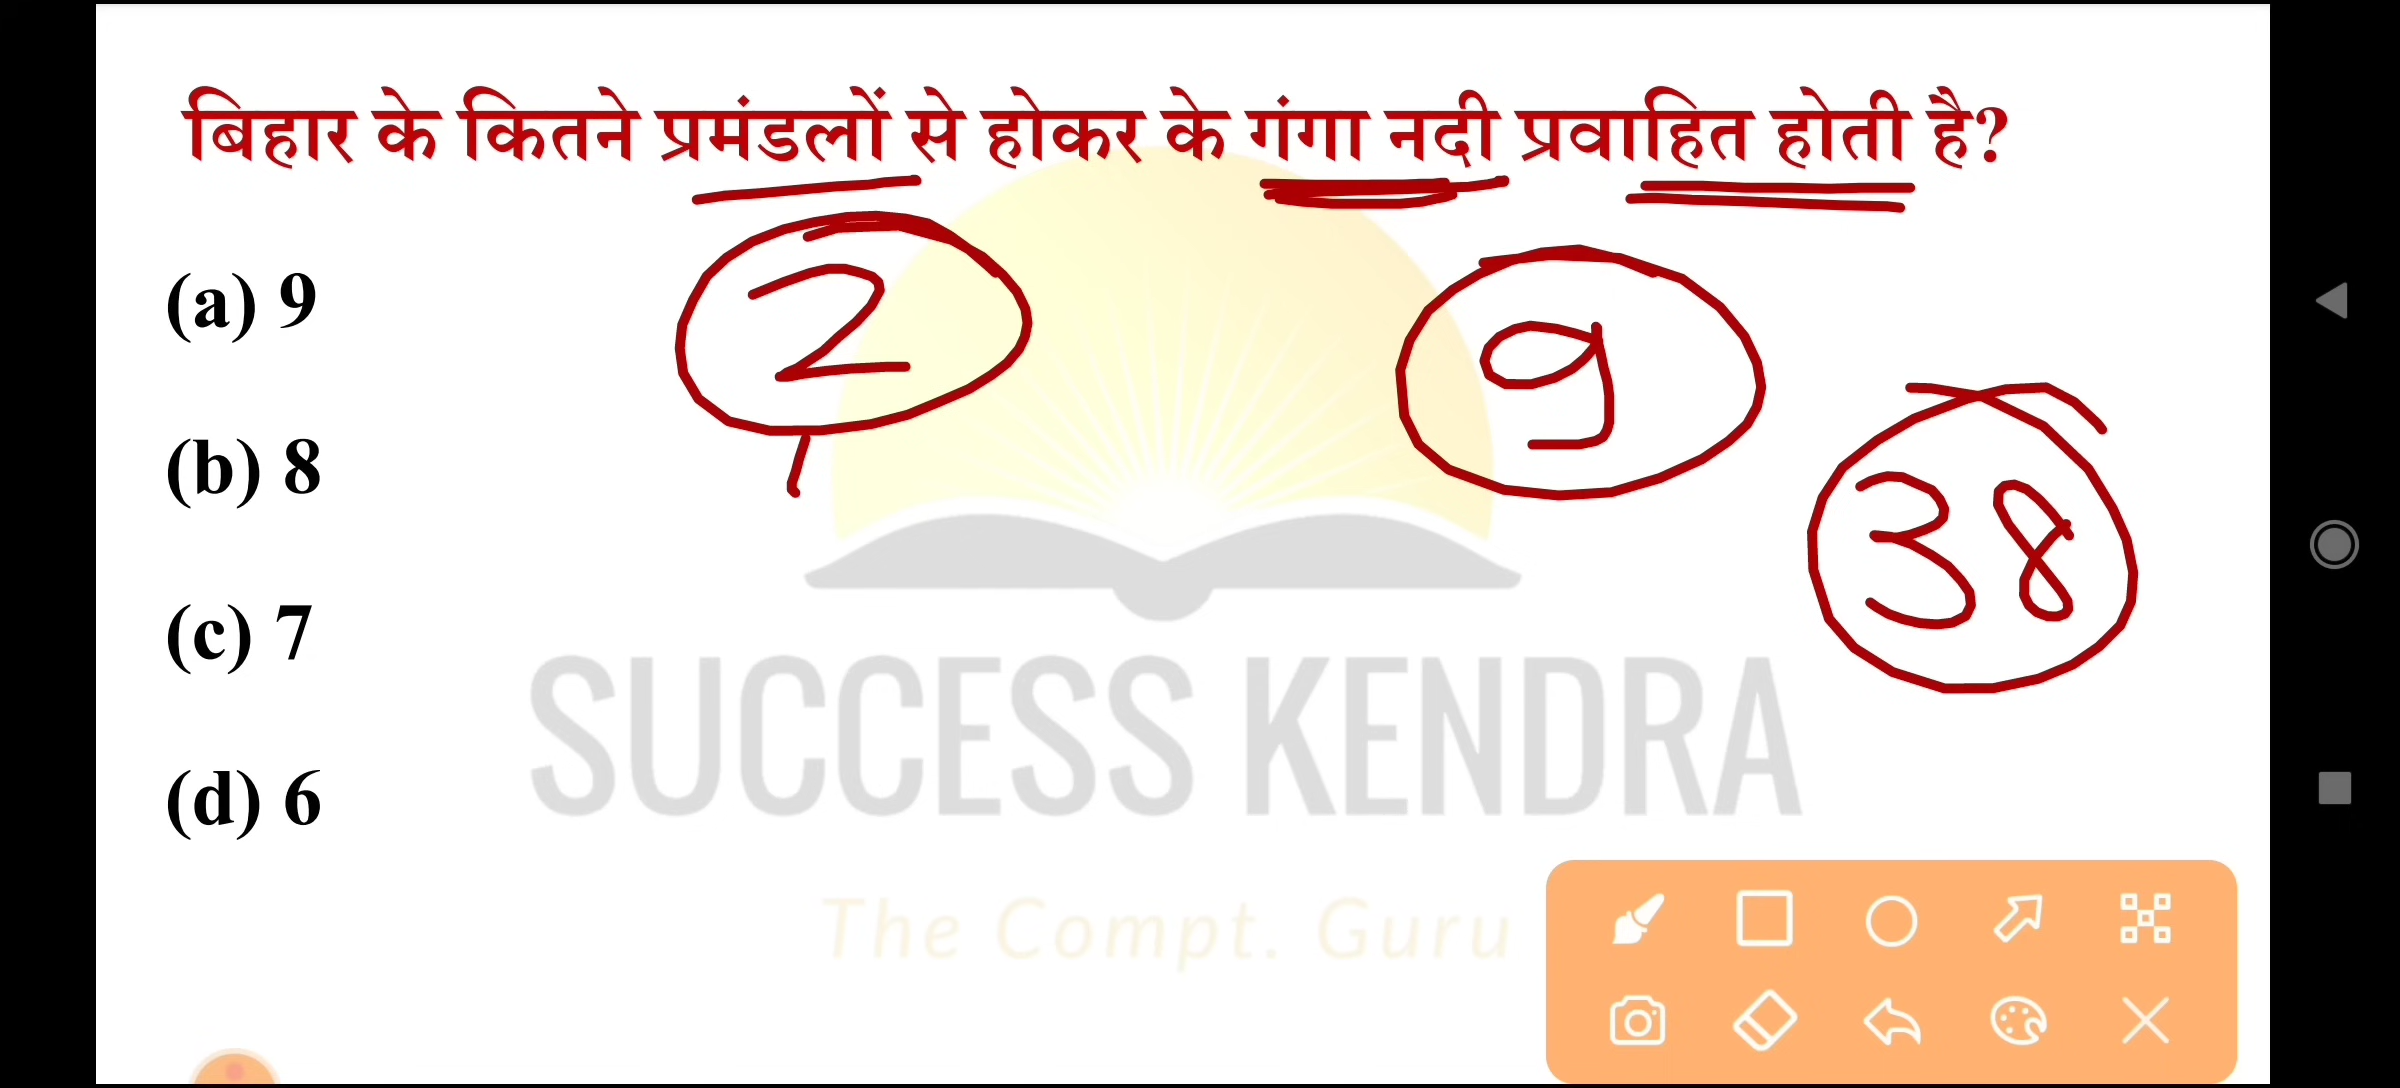 बिहार के कितने प्रमंडलों से होकर के गंगा नदी प्रवाहित होती है?
(a) 9
2
9
(b) 8
38
(c) 7
SUCCESS KENDRA
(d) 6
The Compt. Guru